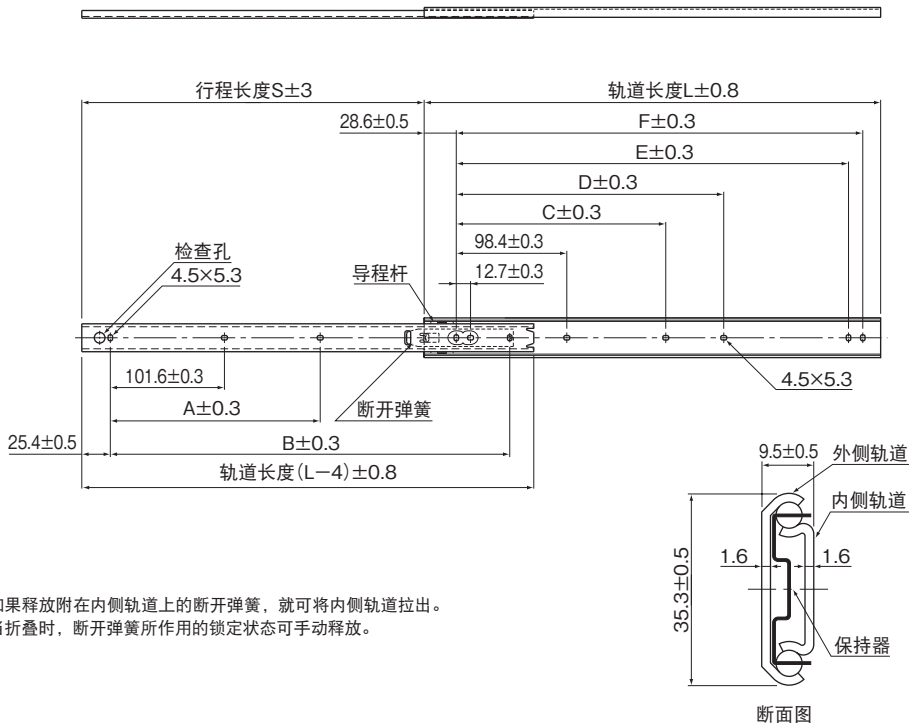 行程长度S±3
轨道长度L±0.8
28.6±0.5
F±0.3
E±0.3
D±0.3
C±0.3
98.4±0.3
12.7±0.3
检查孔
4.5×5.3
导程杆
101.6±0.3
A±0.3
断开弹簧
4.5×5.3
25.4±0.5
B±0.3
轨道长度(L−4)±0.8
9.5±0.5
外侧轨道
内侧轨道
1.6
1.6
35.3±0.5
保持器
断面图
如果释放附在内侧轨道上的断开弹簧，就可将内侧轨道拉出。
当折叠时，断开弹簧所作用的锁定状态可手动释放。